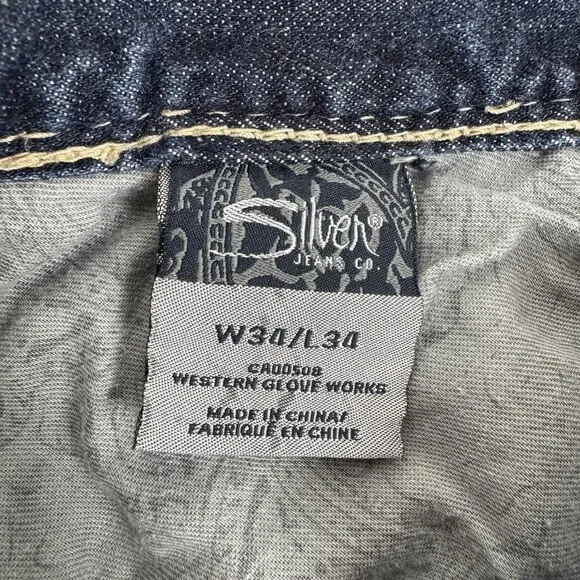 Silver®
JEANS CO.
W34/L34
CA00508
WESTERN GLOVE WORKS
MADE IN CHINA/
FABRIQUÉ EN CHINE